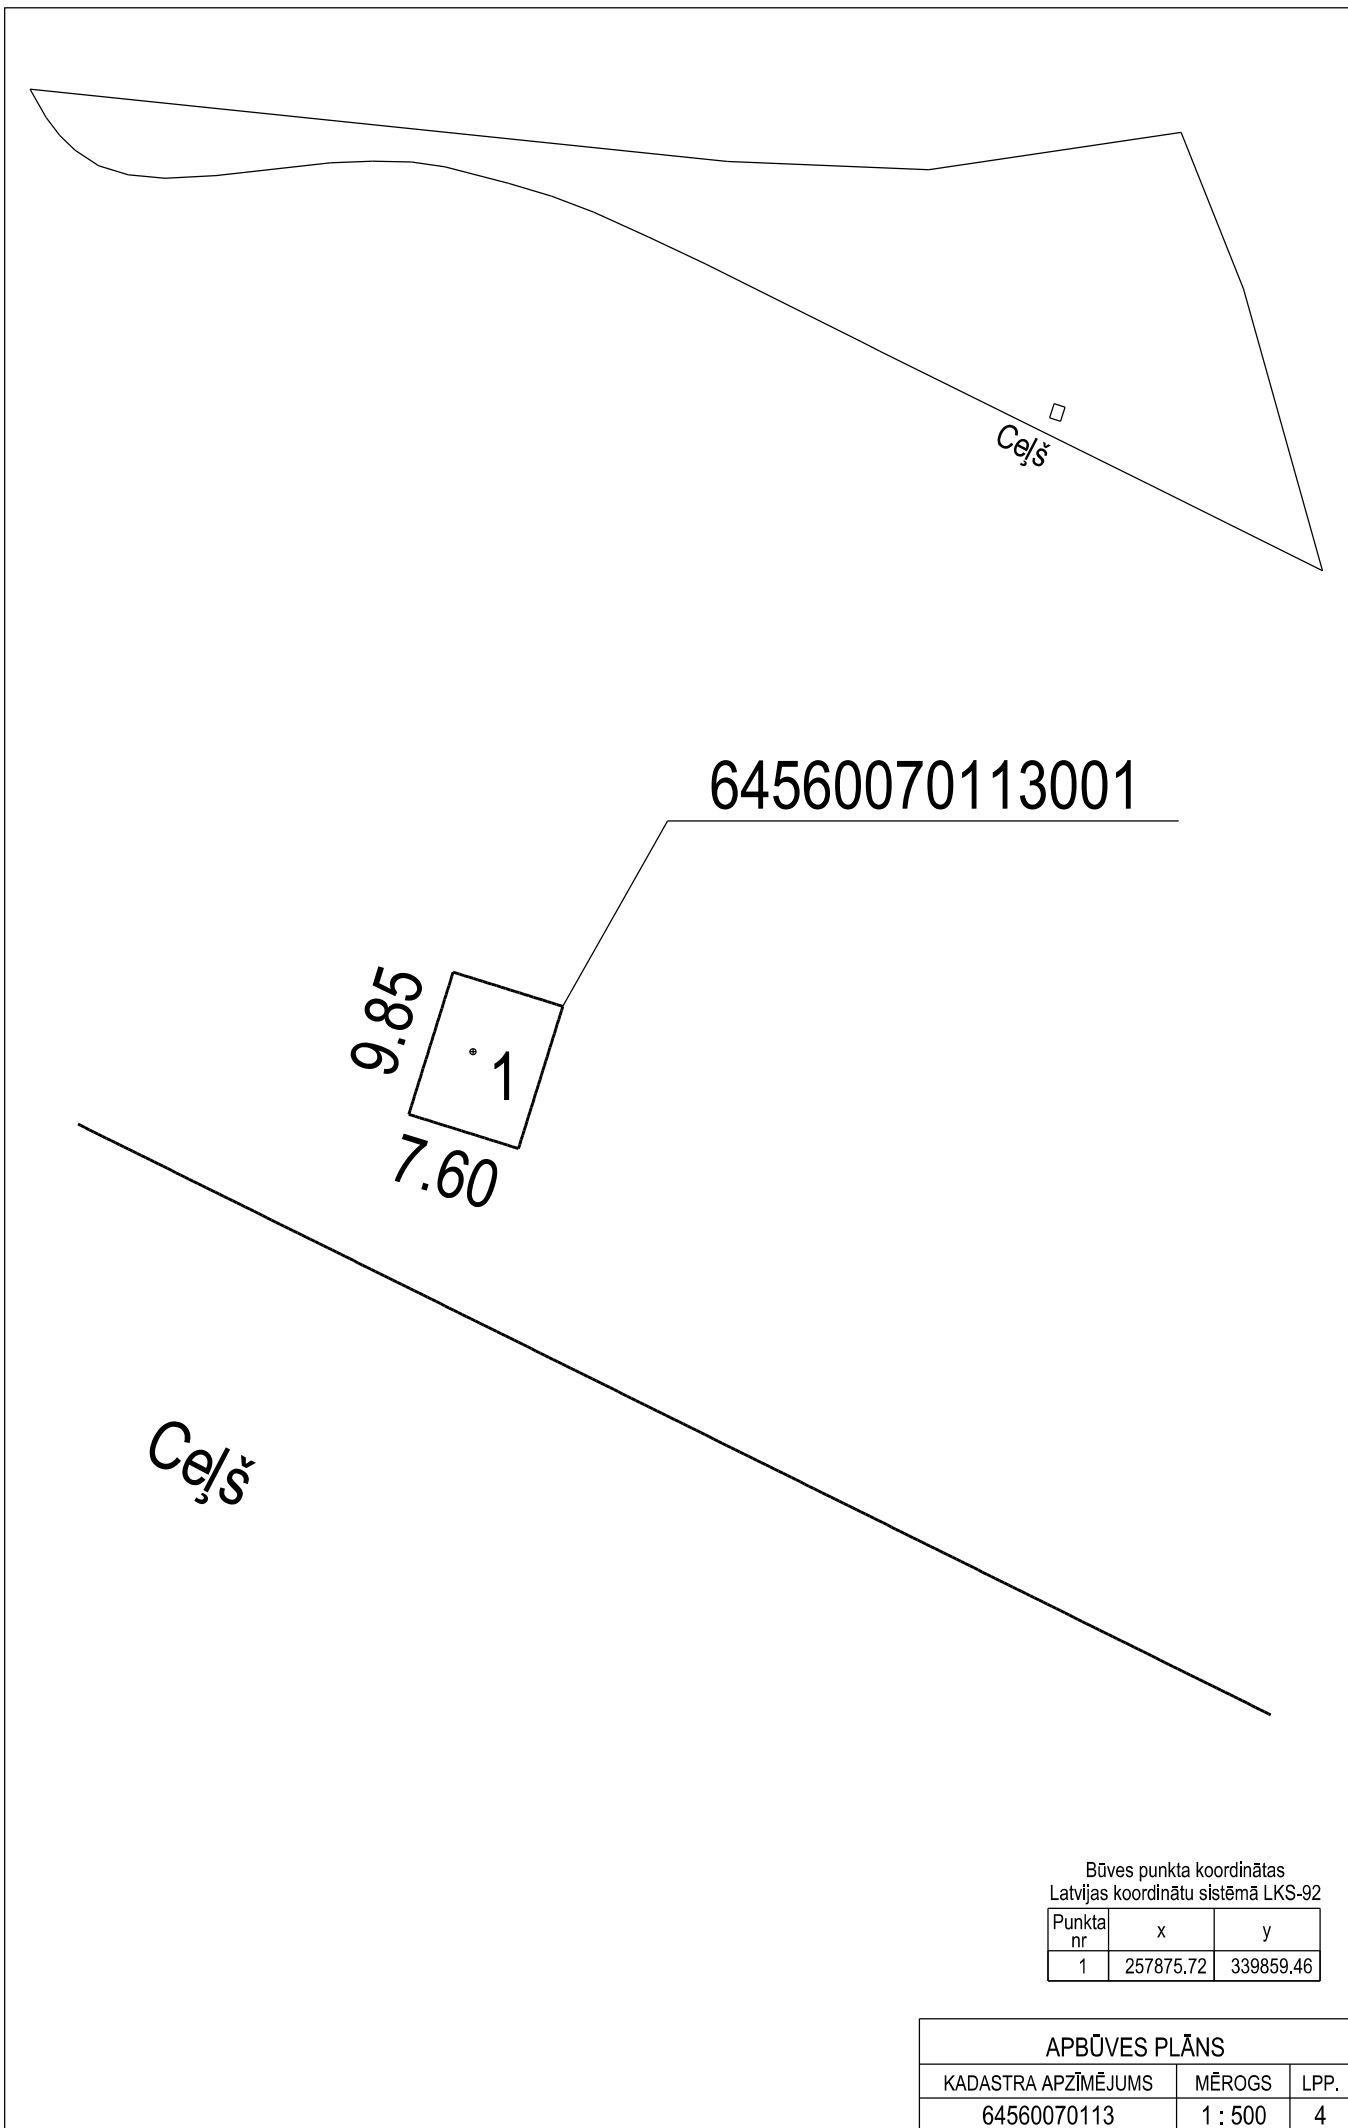 Ceļš
64560070113001
9.85
1
7.60
Ceļš
Būves punkta koordinātas
Latvijas koordinātu sistēmā LKS-92
Punkta nr x y
1 257875.72 339859.46
APBŪVES PLĀNS
KADASTRA APZĪMĒJUMS MĒROGS LPP.
64560070113 1 : 500 4